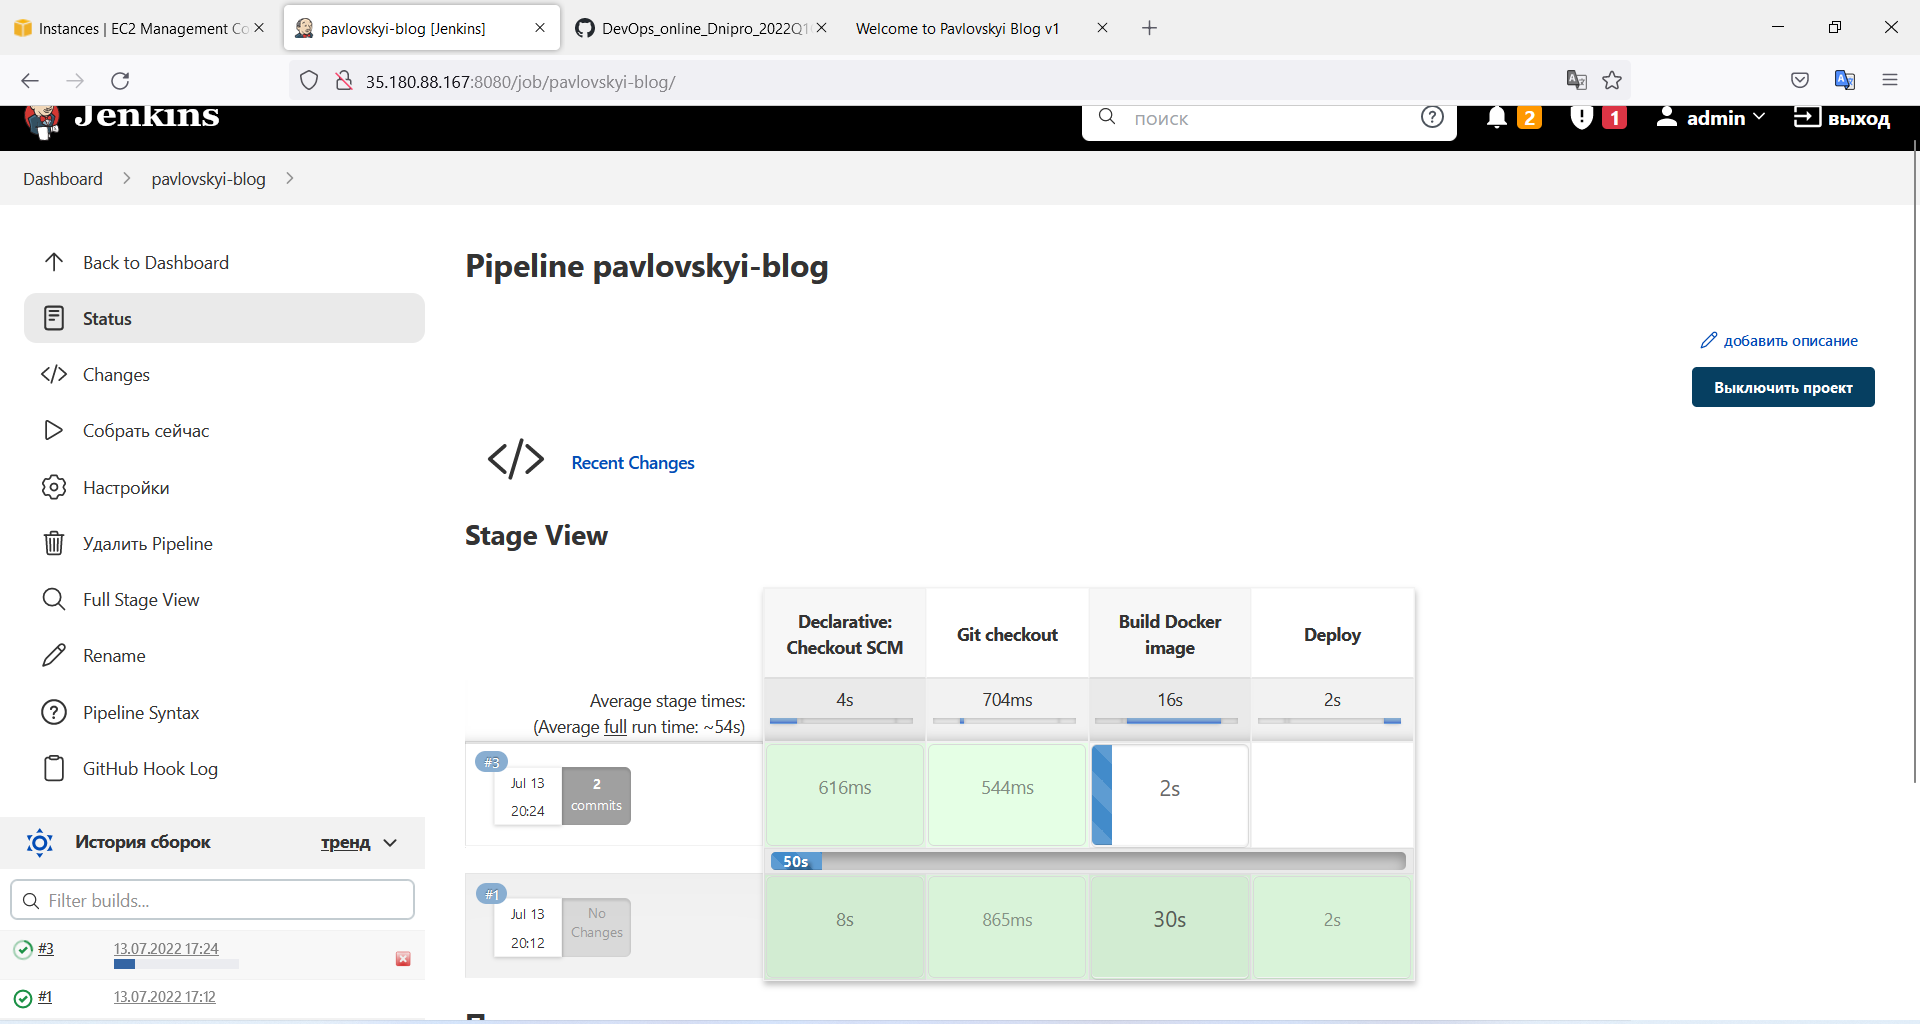 Instances | EC2 Management Co
pavlovskyi-blog [Jenkins]
DevOps_online_Dnipro_2022Q1
Welcome to Pavlovskyi Blog v1
35.180.88.167:8080/job/pavlovskyi-blog/
Jenkins
поиск
2
1
admin
выход
Dashboard
pavlovskyi-blog
Back to Dashboard
Status
Changes
Собрать сейчас
Настройки
Удалить Pipeline
Full Stage View
Rename
Pipeline Syntax
GitHub Hook Log
История сборок
тренд
Filter builds...
#3
13.07.2022 17:24
#1
13.07.2022 17:12
Pipeline pavlovskyi-blog
добавить описание
Выключить проект
Recent Changes
Stage View
Declarative:
Checkout SCM
Git checkout
Build Docker
image
Deploy
Average stage times:
(Average full run time: ~54s)
4s
704ms
16s
2s
#3
Jul 13
20:24
2
commits
616ms
544ms
2s
50s
#1
Jul 13
20:12
No
Changes
8s
865ms
30s
2s